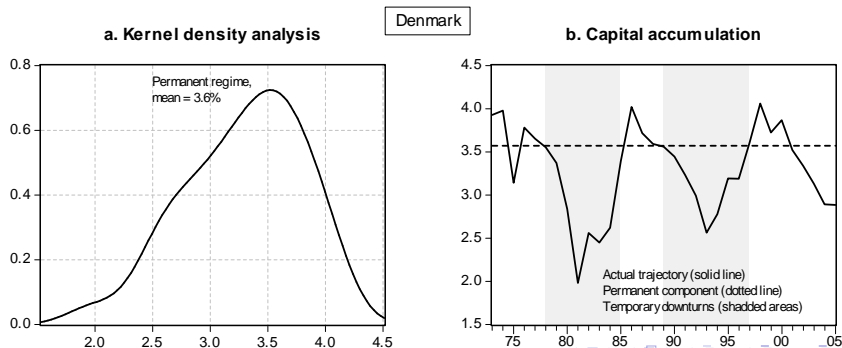 Denmark
a. Kernel density analysis
0.8
0.6
0.4
0.2
0.0
Permanent regime,
mean = 3.6%
2.0 2.5 3.0 3.5 4.0 4.5
b. Capital accumulation
4.5
4.0
3.5
3.0
2.5
2.0
1.5
Actual trajectory (solid line)
Permanent component (dotted line)
Temporary downturns (shadded areas)
75 80 85 90 95 00 05